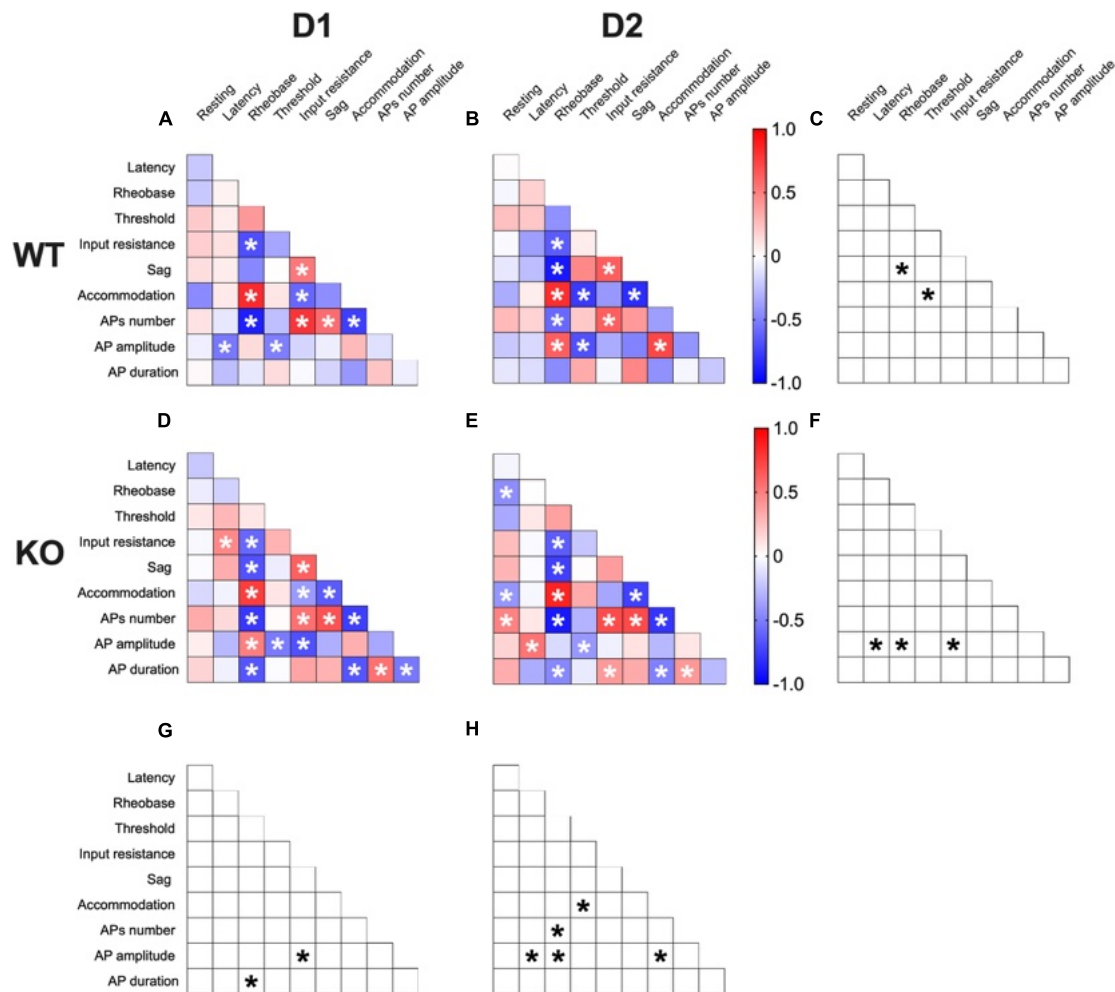 D1
D2
Resting
Latency
Rheobase
Threshold
Input resistance
Sag
Accommodation
APs number
AP amplitude
Resting
Latency
Rheobase
Threshold
Input resistance
Sag
Accommodation
APs number
AP amplitude
Resting
Latency
Rheobase
Threshold
Input resistance
Sag
Accommodation
APs number
AP amplitude
A
B
C
WT
Latency
Rheobase
Threshold
Input resistance
*
*
Sag
*
*
*
*
Accommodation
*
*
*
*
*
*
APs number
*
*
*
*
*
*
AP amplitude
*
*
*
*
*
AP duration
1.0
0.5
0
-0.5
-1.0
D
E
F
KO
Latency
Rheobase
*
Threshold
Input resistance
*
*
*
Sag
*
*
*
Accommodation
*
*
*
*
*
*
APs number
*
*
*
*
*
*
*
*
*
AP amplitude
*
*
*
*
*
*
*
*
AP duration
*
*
*
*
*
*
*
*
1.0
0.5
0
-0.5
-1.0
G
H
Latency
Rheobase
Threshold
Input resistance
Sag
Accommodation
*
APs number
*
AP amplitude
*
*
*
*
AP duration
*